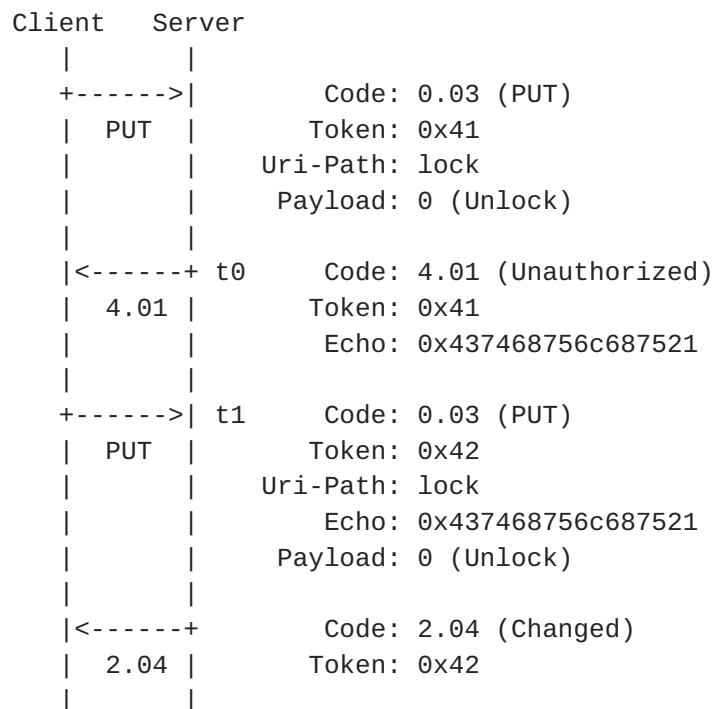 Client   Server
   |       |
   +------>|        Code: 0.03 (PUT)
   |  PUT  |       Token: 0x41
   |       |    Uri-Path: lock
   |       |     Payload: 0 (Unlock)
   |       |
   |<------+ t0     Code: 4.01 (Unauthorized)
   |  4.01 |       Token: 0x41
   |       |        Echo: 0x437468756c687521
   |       |
   +------>| t1     Code: 0.03 (PUT)
   |  PUT  |       Token: 0x42
   |       |    Uri-Path: lock
   |       |        Echo: 0x437468756c687521
   |       |     Payload: 0 (Unlock)
   |       |
   |<------+        Code: 2.04 (Changed)
   |  2.04 |       Token: 0x42
   |       |